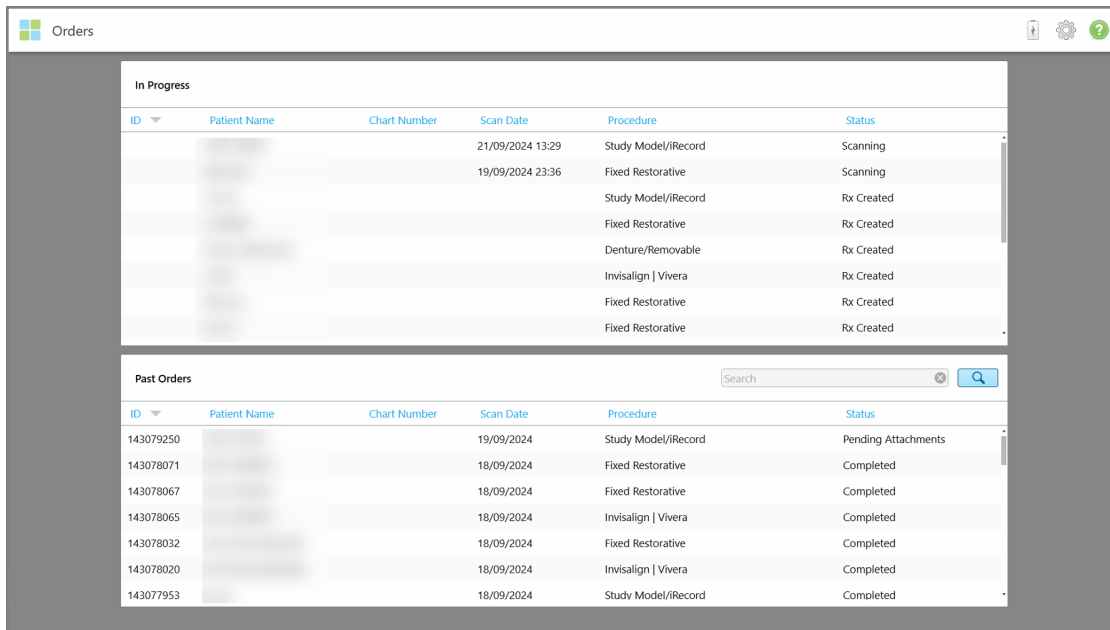 Orders
?
In Progress
ID Patient Name Chart Number Scan Date Procedure Status
21/09/2024 13:29 Study Model/iRecord Scanning
19/09/2024 23:36 Fixed Restorative Scanning
Study Model/iRecord Rx Created
Fixed Restorative Rx Created
Denture/Removable Rx Created
Invisalign | Vivera Rx Created
Fixed Restorative Rx Created
Fixed Restorative Rx Created
Past Orders Search
ID Patient Name Chart Number Scan Date Procedure Status
143079250 19/09/2024 Study Model/iRecord Pending Attachments
143078071 18/09/2024 Fixed Restorative Completed
143078067 18/09/2024 Fixed Restorative Completed
143078065 18/09/2024 Invisalign | Vivera Completed
143078032 18/09/2024 Fixed Restorative Completed
143078020 18/09/2024 Invisalign | Vivera Completed
143077953 18/09/2024 Study Model/iRecord Completed